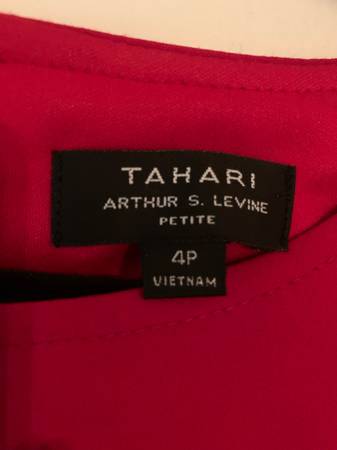 TAHARI
ARTHUR S. LEVINE
PETITE
4P
VIETNAM